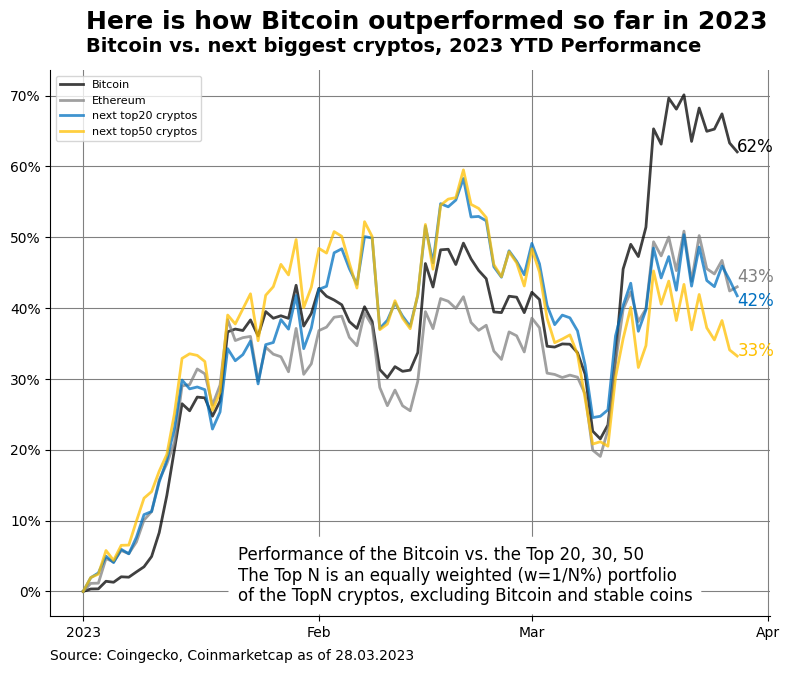 Here is how Bitcoin outperformed so far in 2023
Bitcoin vs. next biggest cryptos, 2023 YTD Performance
Bitcoin
Ethereum
next top20 cryptos
next top50 cryptos
70%
60%
50%
40%
30%
20%
10%
0%
62%
43%
42%
33%
Performance of the Bitcoin vs. the Top 20, 30, 50
The Top N is an equally weighted (w=1/N%) portfolio
of the TopN cryptos, excluding Bitcoin and stable coins
2023 Feb Mar Apr
Source: Coingecko, Coinmarketcap as of 28.03.2023